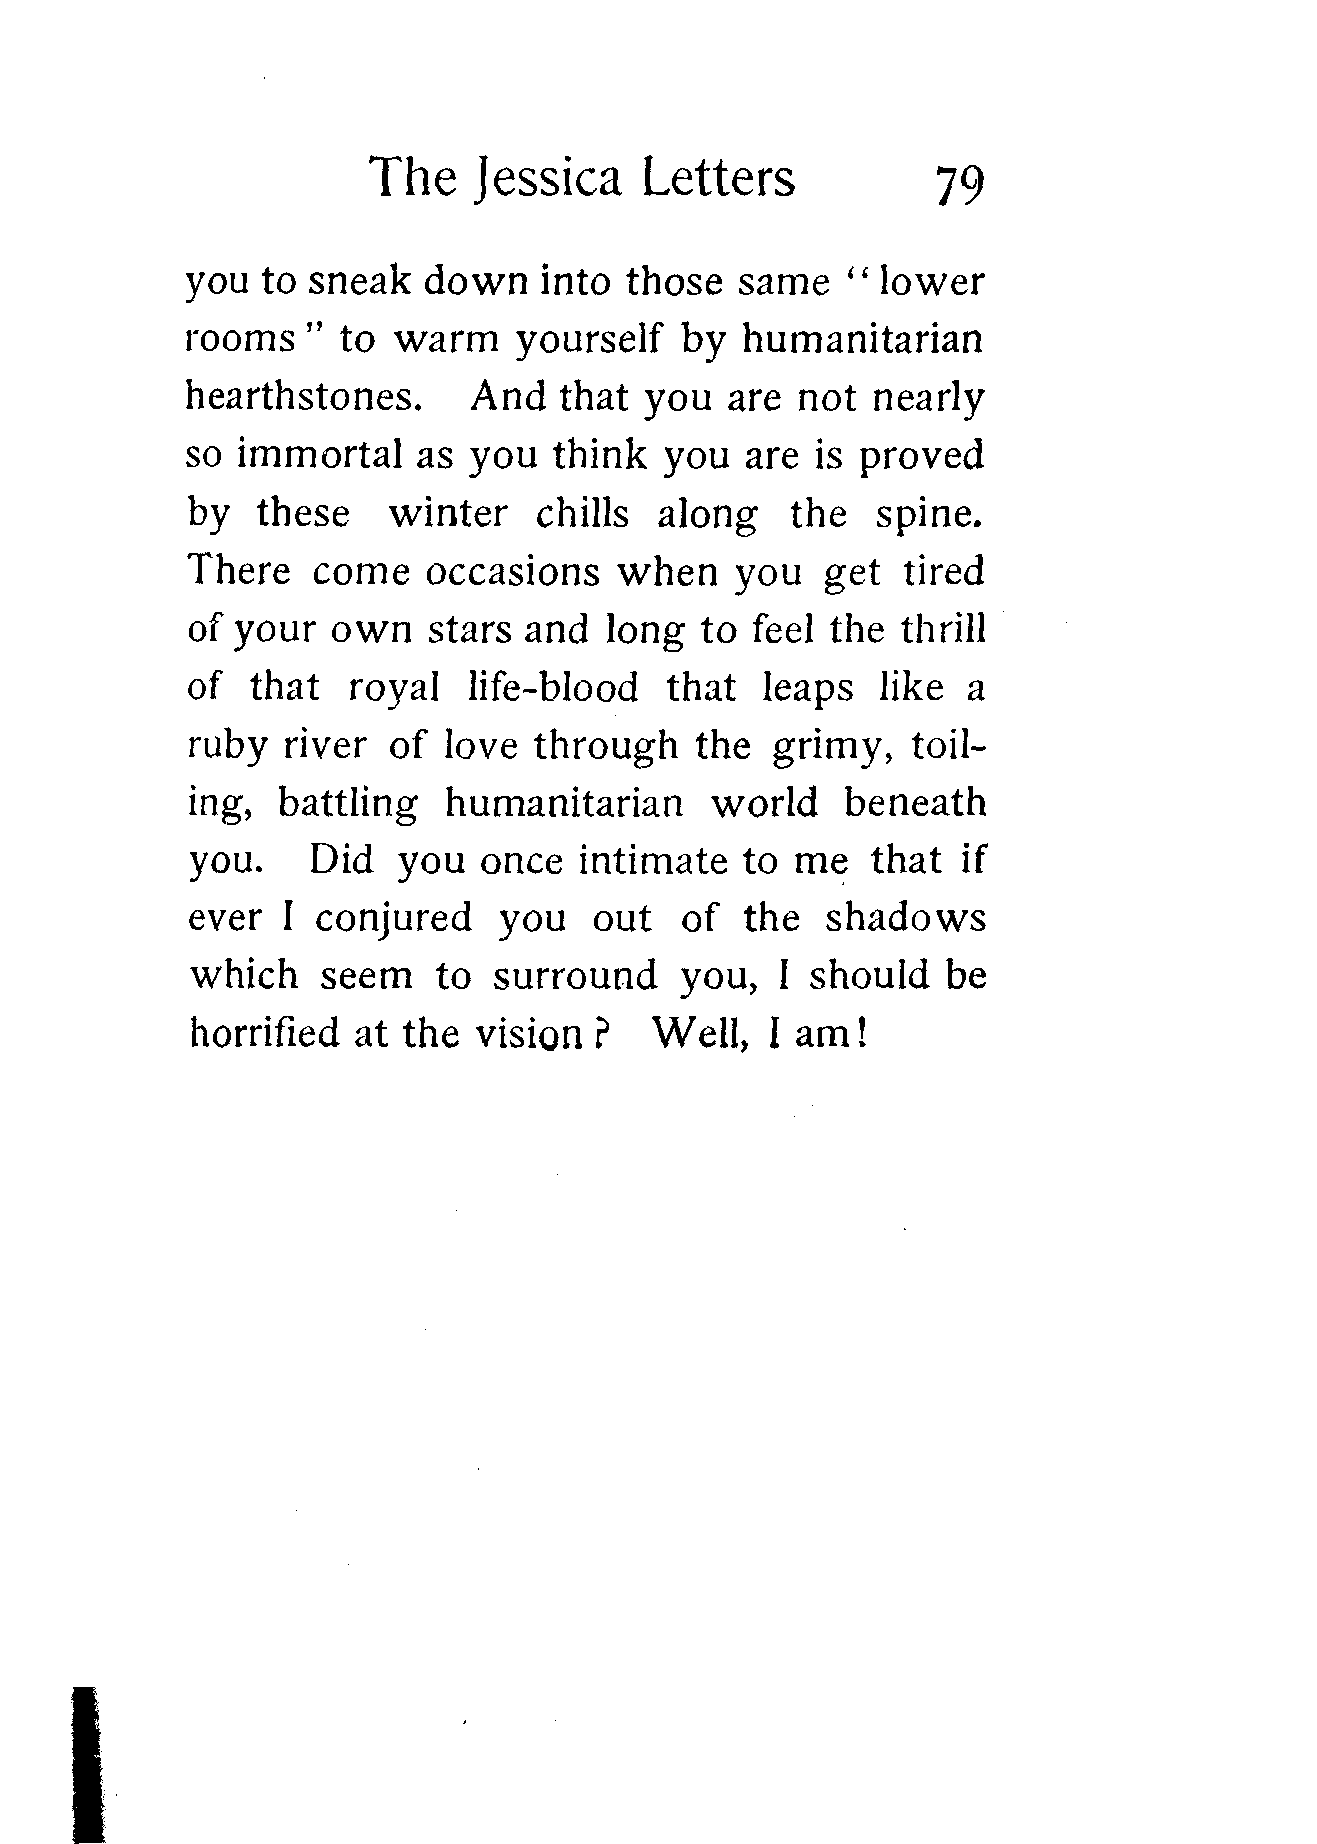 The Jessica Letters 79
you to sneak down into those same “lower
rooms” to warm yourself by humanitarian
hearthstones. And that you are not nearly
so immortal as you think you are is proved
by these winter chills along the spine.
There come occasions when you get tired
of your own stars and long to feel the thrill
of that royal life-blood that leaps like a
ruby river of love through the grimy, toil-
ing, battling humanitarian world beneath
you. Did you once intimate to me that if
ever I conjured you out of the shadows
which seem to surround you, I should be
horrified at the vision? Well, I am!